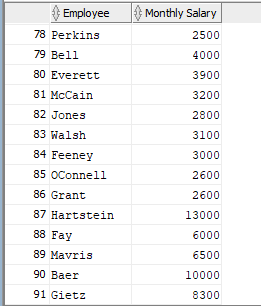 Employee Monthly Salary
78 Perkins 2500
79 Bell 4000
80 Everett 3900
81 McCain 3200
82 Jones 2800
83 Walsh 3100
84 Feeney 3000
85 OConnell 2600
86 Grant 2600
87 Hartstein 13000
88 Fay 6000
89 Mavris 6500
90 Baer 10000
91 Gietz 8300